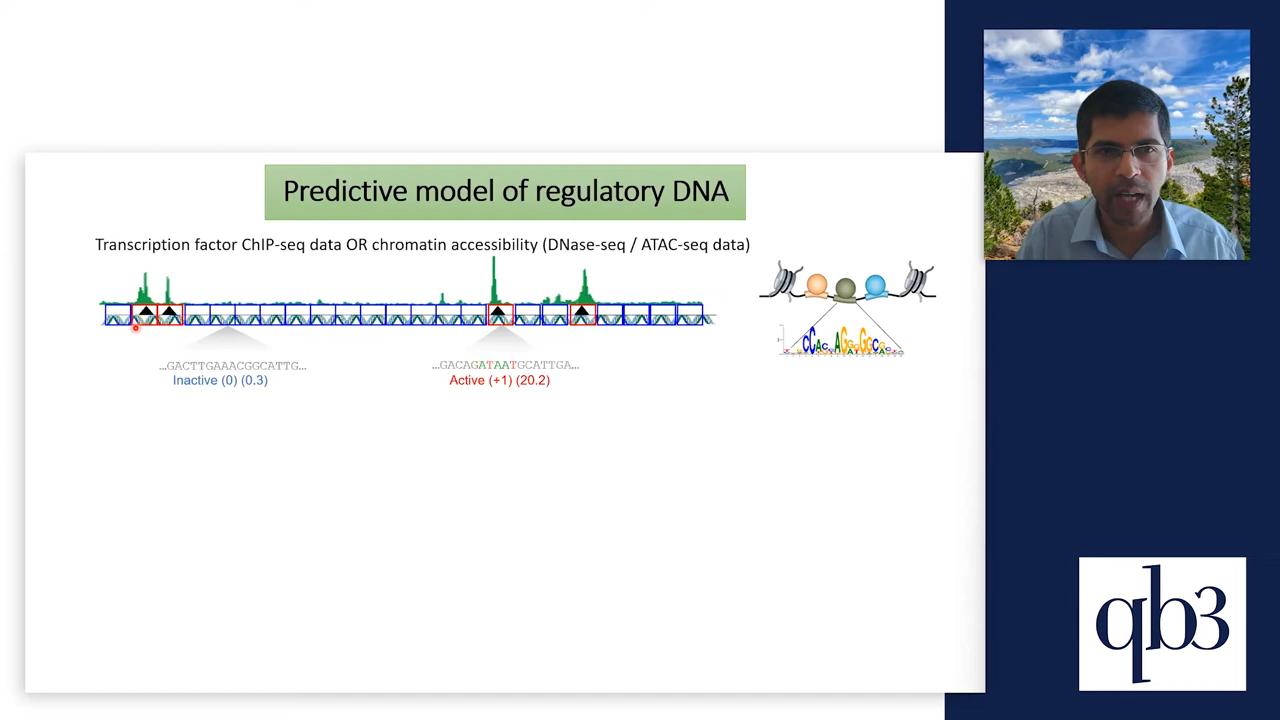 Predictive model of regulatory DNA
Transcription factor ChIP-seq data OR chromatin accessibility (DNase-seq / ATAC-seq data)
...GACTTGAAACGGCATTG...
Inactive (0) (0.3)
...GACAGATAATGCATTGA...
Active (+1) (20.2)
qb3